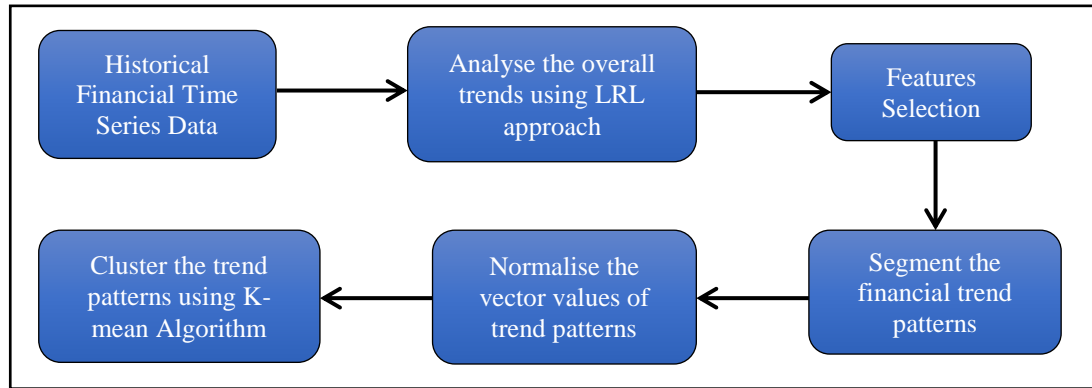 Historical
Financial Time
Series Data
Analyse the overall
trends using LRL
approach
Features
Selection
Segment the
financial trend
patterns
Normalise the
vector values of
trend patterns
Cluster the trend
patterns using K-
mean Algorithm